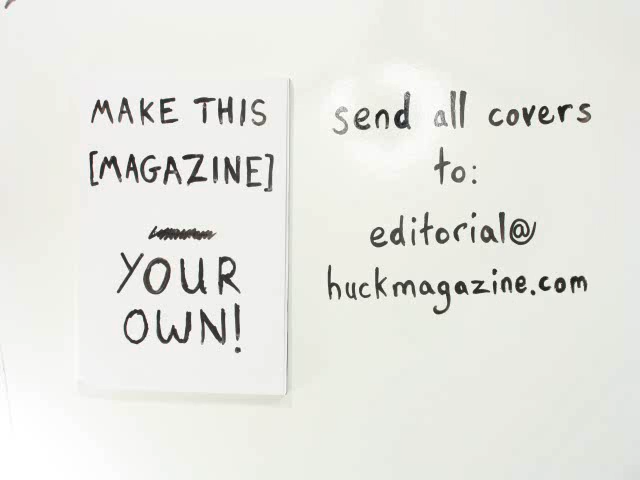 MAKE THIS
[MAGAZINE]
YOUR
OWN!
send all covers
to:
editorial@
huckmagazine.com